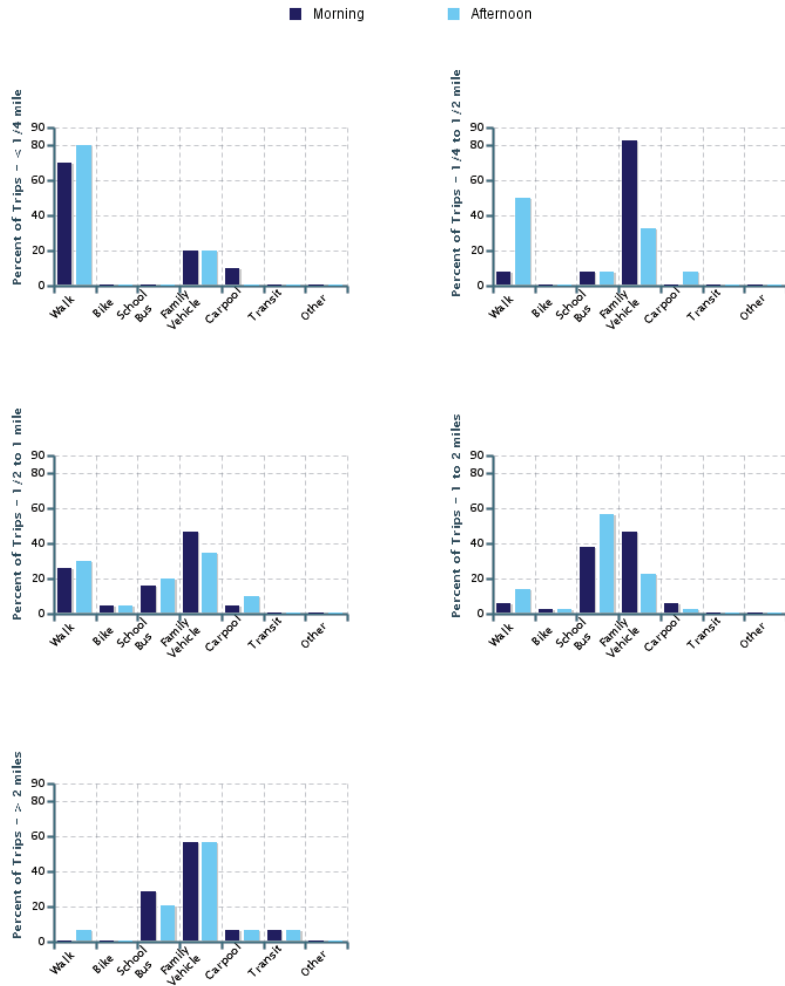 Morning
Afternoon
Percent of Trips - < 1/4 mile
90
80
60
40
20
0
Walk
Bike
School
Bus
Family
Vehicle
Carpool
Transit
Other
Percent of Trips - 1/4 to 1/2 mile
90
80
60
40
20
0
Walk
Bike
School
Bus
Family
Vehicle
Carpool
Transit
Other
Percent of Trips - 1/2 to 1 mile
90
80
60
40
20
0
Walk
Bike
School
Bus
Family
Vehicle
Carpool
Transit
Other
Percent of Trips - 1 to 2 miles
90
80
60
40
20
0
Walk
Bike
School
Bus
Family
Vehicle
Carpool
Transit
Other
Percent of Trips - > 2 miles
90
80
60
40
20
0
Walk
Bike
School
Bus
Family
Vehicle
Carpool
Transit
Other